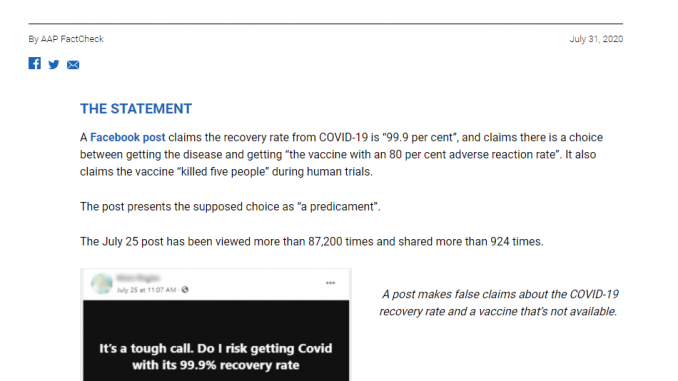 By AAP FactCheck
July 31, 2020
THE STATEMENT
A Facebook post claims the recovery rate from COVID-19 is “99.9 per cent”, and claims there is a choice
between getting the disease and getting “the vaccine with an 80 per cent adverse reaction rate”. It also
claims the vaccine “killed five people” during human trials.
The post presents the supposed choice as “a predicament”.
The July 25 post has been viewed more than 87,200 times and shared more than 924 times.
July 25 at 11:07 AM ·
It's a tough call. Do I risk getting Covid
with its 99.9% recovery rate
A post makes false claims about the COVID-19
recovery rate and a vaccine that's not available.